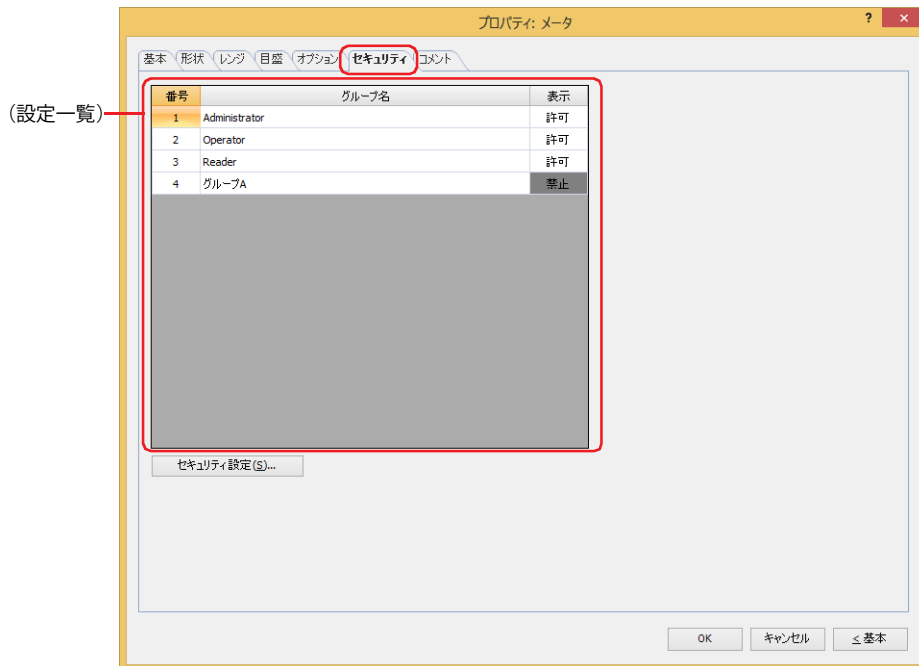 プロパティ: メータ
? ×
基本 形状 レンジ 目盛 オプション セキュリティ コメント
(設定一覧)
番号 グループ名 表示
1 Administrator 許可
2 Operator 許可
3 Reader 許可
4 グループA 禁止
セキュリティ設定(S)...
OK キャンセル <基本